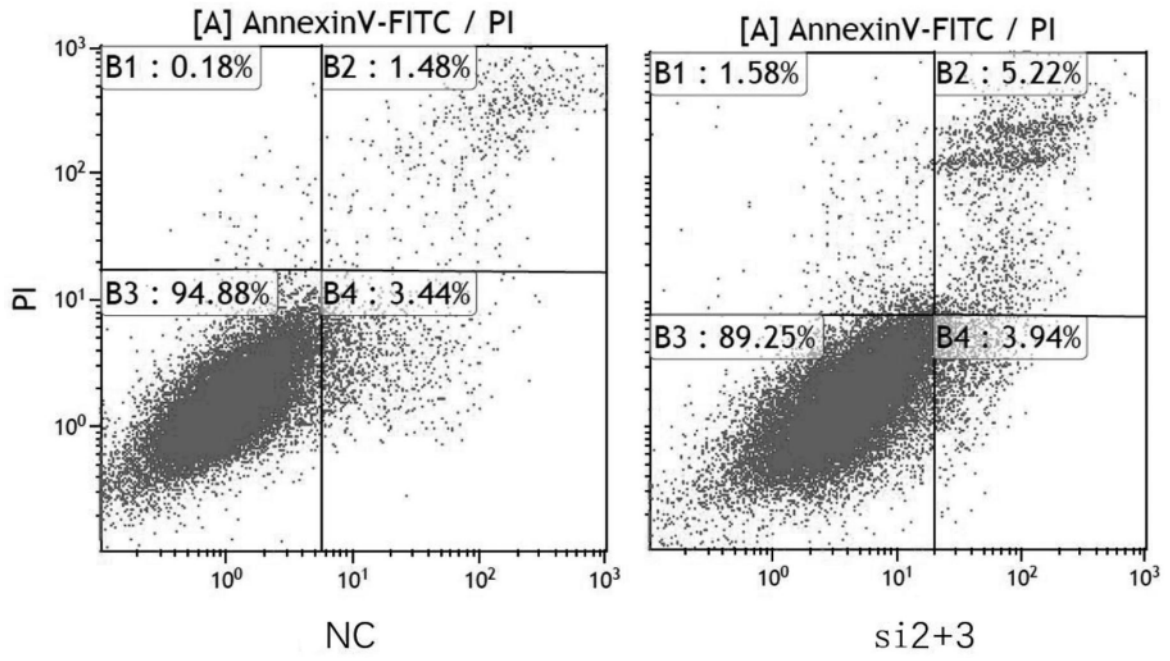 [A] AnnexinV-FITC / PI
10³
B1 : 0.18%
B2 : 1.48%
10²
PI
10¹
B3 : 94.88%
B4 : 3.44%
10⁰
10⁰ 10¹ 10² 10³
NC
[A] AnnexinV-FITC / PI
B1 : 1.58%
B2 : 5.22%
B3 : 89.25%
B4 : 3.94%
10⁰ 10¹ 10² 10³
si2+3